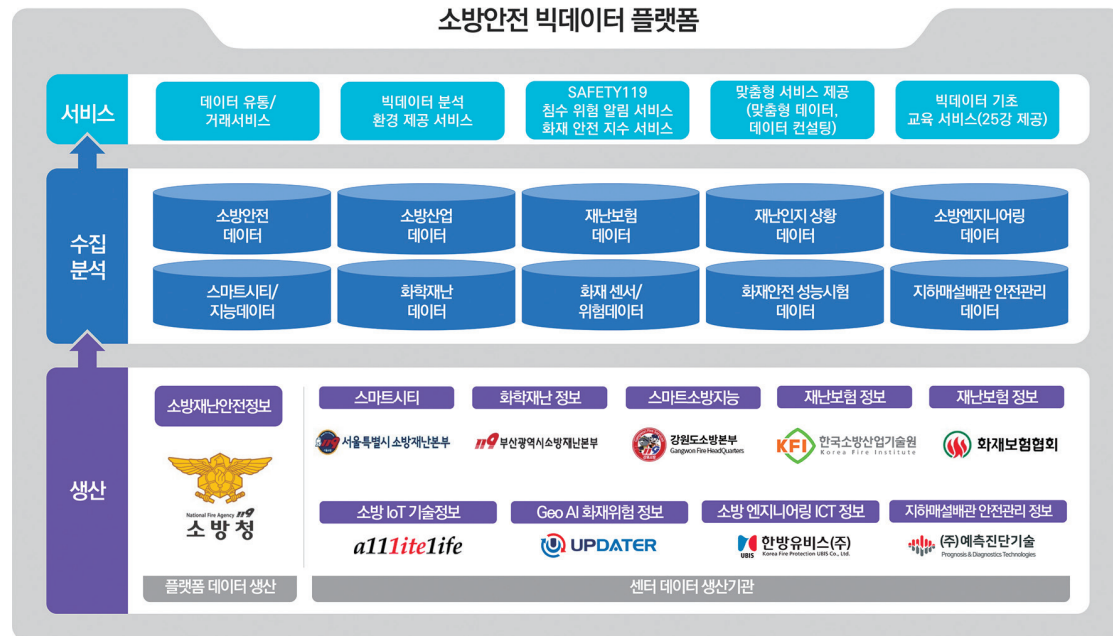 소방안전 빅데이터 플랫폼
서비스
데이터 유통/
거래서비스
빅데이터 분석
환경 제공 서비스
SAFETY119
침수 위험 알림 서비스
화재 안전 지수 서비스
맞춤형 서비스 제공
(맞춤형 데이터,
데이터 컨설팅)
빅데이터 기초
교육 서비스(25강 제공)
수집
분석
소방안전
데이터
소방산업
데이터
재난보험
데이터
재난인지 상황
데이터
소방엔지니어링
데이터
스마트시티/
지능데이터
화학재난
데이터
화재 센서/
위험데이터
화재안전 성능시험
데이터
지하매설배관 안전관리
데이터
생산
소방재난안전정보
National Fire Agency 119
소방청
플랫폼 데이터 생산
스마트시티
119 서울특별시 소방재난본부
화학재난 정보
119 부산광역시소방재난본부
스마트소방지능
강원도소방본부
Gangwon Fire HeadQuarters
재난보험 정보
KFI 한국소방산업기술원
Korea Fire Institute
재난보험 정보
화재보험협회
소방 IoT 기술정보
a111ite1ife
Geo AI 화재위험 정보
UPDATER
소방 엔지니어링 ICT 정보
UBIS 한방유비스(주)
Korea Fire Protection UBIS Co., Ltd.
지하매설배관 안전관리 정보
(주)예측진단기술
Prognosis & Diagnostics Technologies
센터 데이터 생산기관